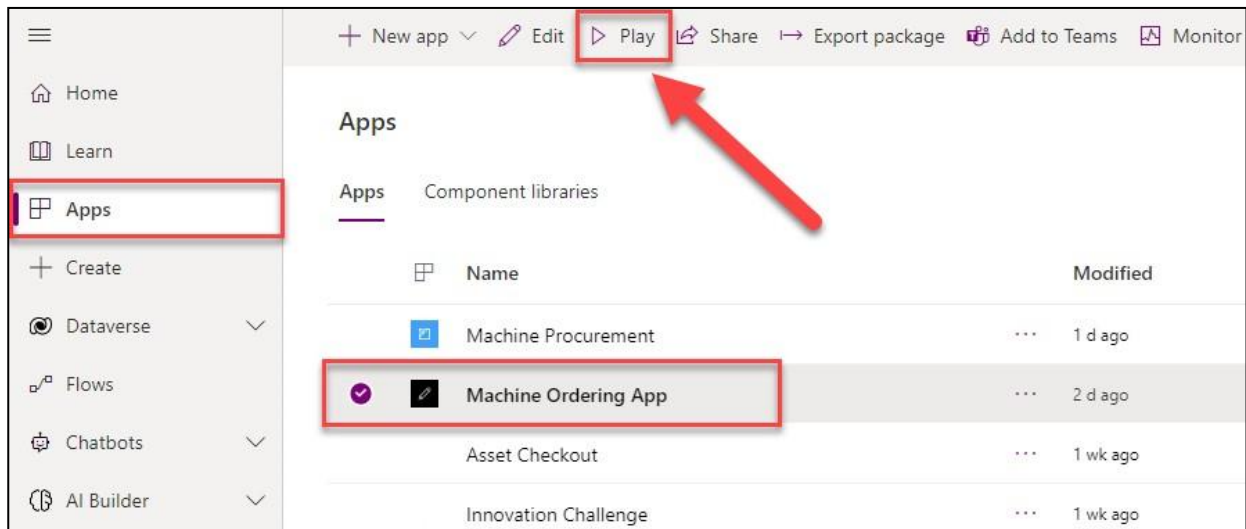 New app Edit Play Share Export package Add to Teams Monitor
Home
Learn
Apps
Create
Dataverse
Flows
Chatbots
AI Builder
Apps
Apps Component libraries
Name Modified
Machine Procurement ... 1 d ago
Machine Ordering App ... 2 d ago
Asset Checkout ... 1 wk ago
Innovation Challenge ... 1 wk ago